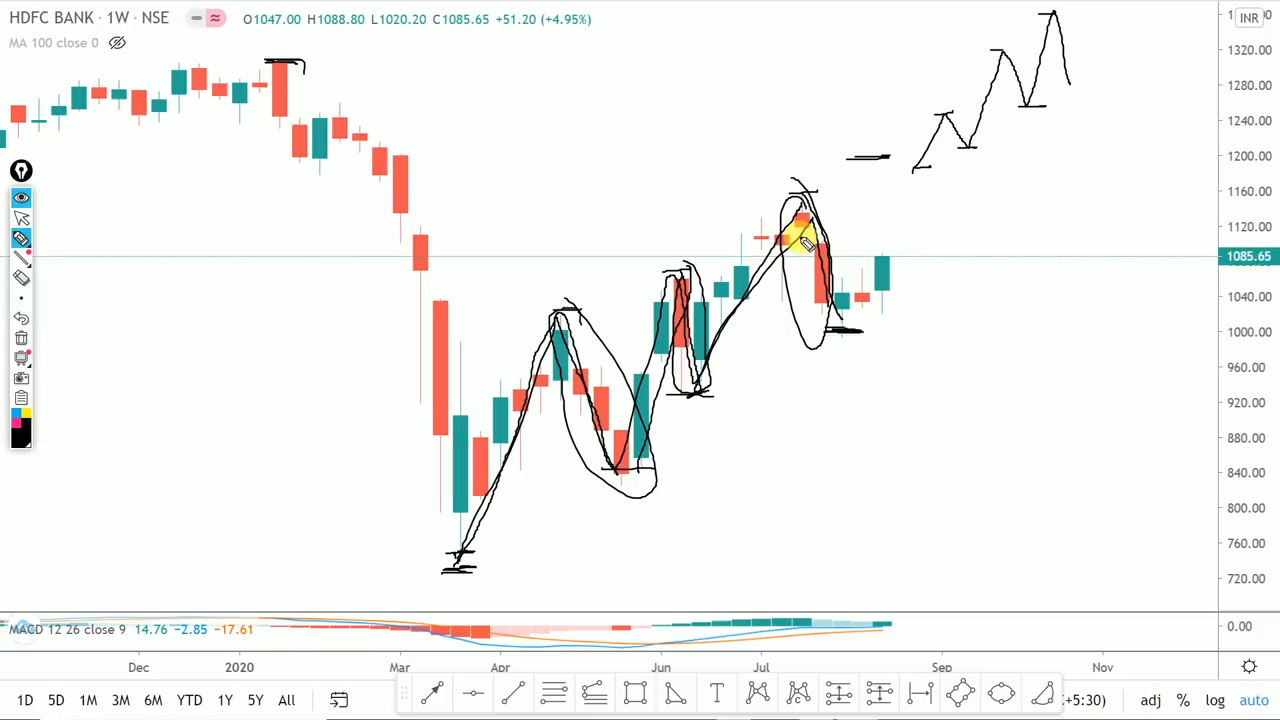 HDFC BANK · 1W · NSE O1047.00 H1088.80 L1020.20 C1085.65 +51.20 (+4.95%)
INR
MA 100 close 0
1320.00
1280.00
1240.00
1200.00
1160.00
1120.00
1085.65
1040.00
1000.00
960.00
920.00
880.00
840.00
800.00
760.00
720.00
MACD 12 26 close 9 14.76 −2.85 −17.61
0.00
Dec 2020 Mar Apr Jun Jul Sep Nov
1D 5D 1M 3M 6M YTD 1Y 5Y All +5:30) adj % log auto